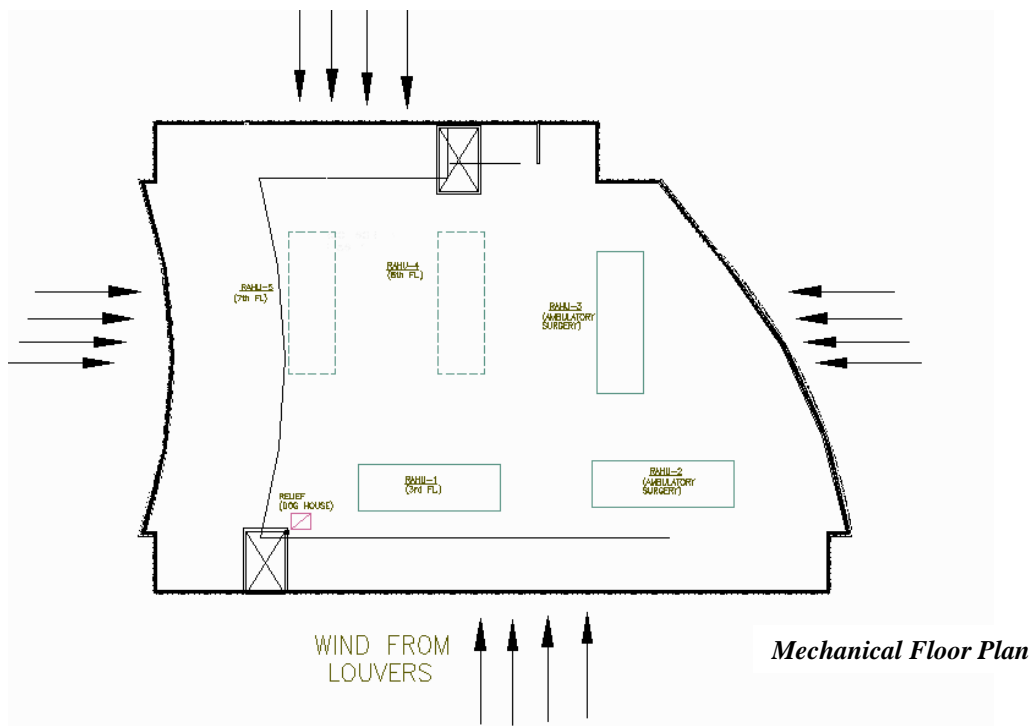 RAHU-5
(7th FL)
RAHU-4
(6th FL)
RAHU-3
(AMBULATORY
SURGERY)
RAHU-1
(3rd FL)
RAHU-2
(AMBULATORY
SURGERY)
RELIEF
(DOG HOUSE)
WIND FROM
LOUVERS
Mechanical Floor Plan